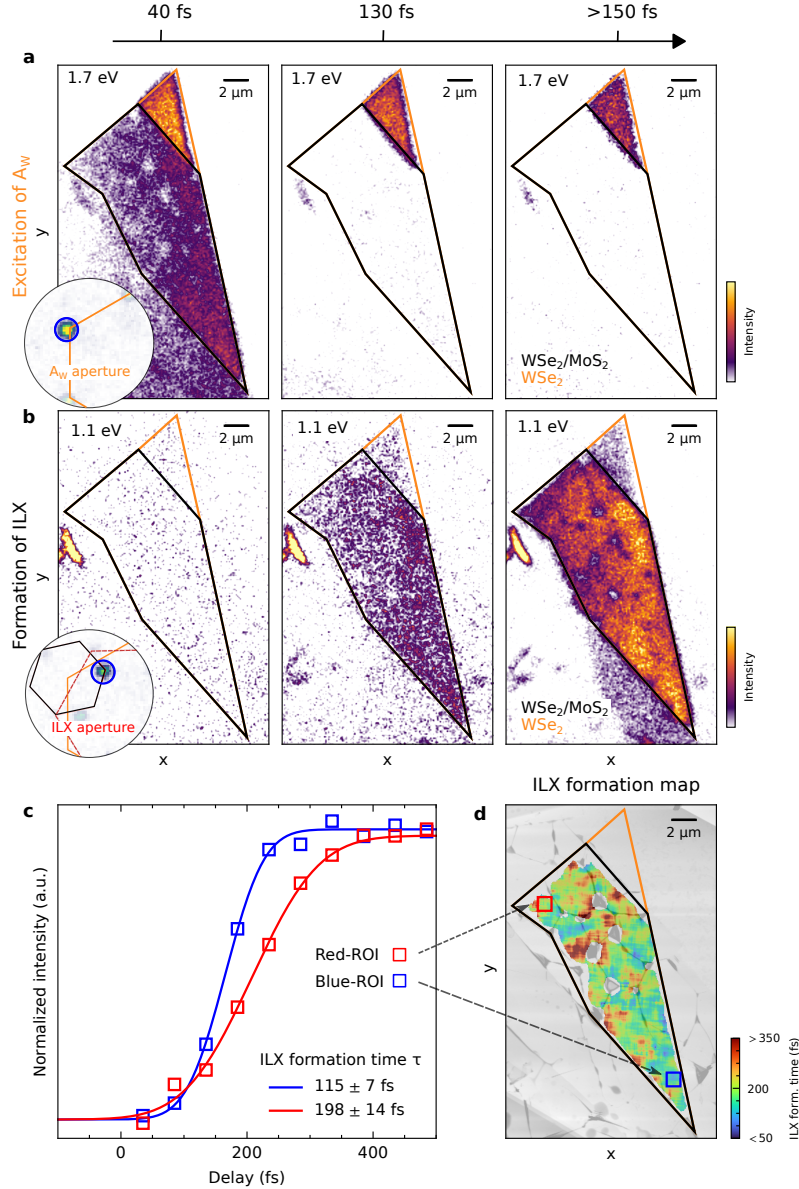 40 fs
130 fs
>150 fs
a
1.7 eV
2 μm
1.7 eV
2 μm
1.7 eV
2 μm
Excitation of A_W
y
A_W aperture
WSe₂/MoS₂
WSe₂
Intensity
b
1.1 eV
2 μm
1.1 eV
2 μm
1.1 eV
2 μm
Formation of ILX
y
ILX aperture
WSe₂/MoS₂
WSe₂
Intensity
x
x
x
c
Normalized intensity (a.u.)
Red-ROI
Blue-ROI
ILX formation time τ
115 ± 7 fs
198 ± 14 fs
0
200
400
Delay (fs)
ILX formation map
d
2 μm
y
x
>350
200
<50
ILX form. time (fs)